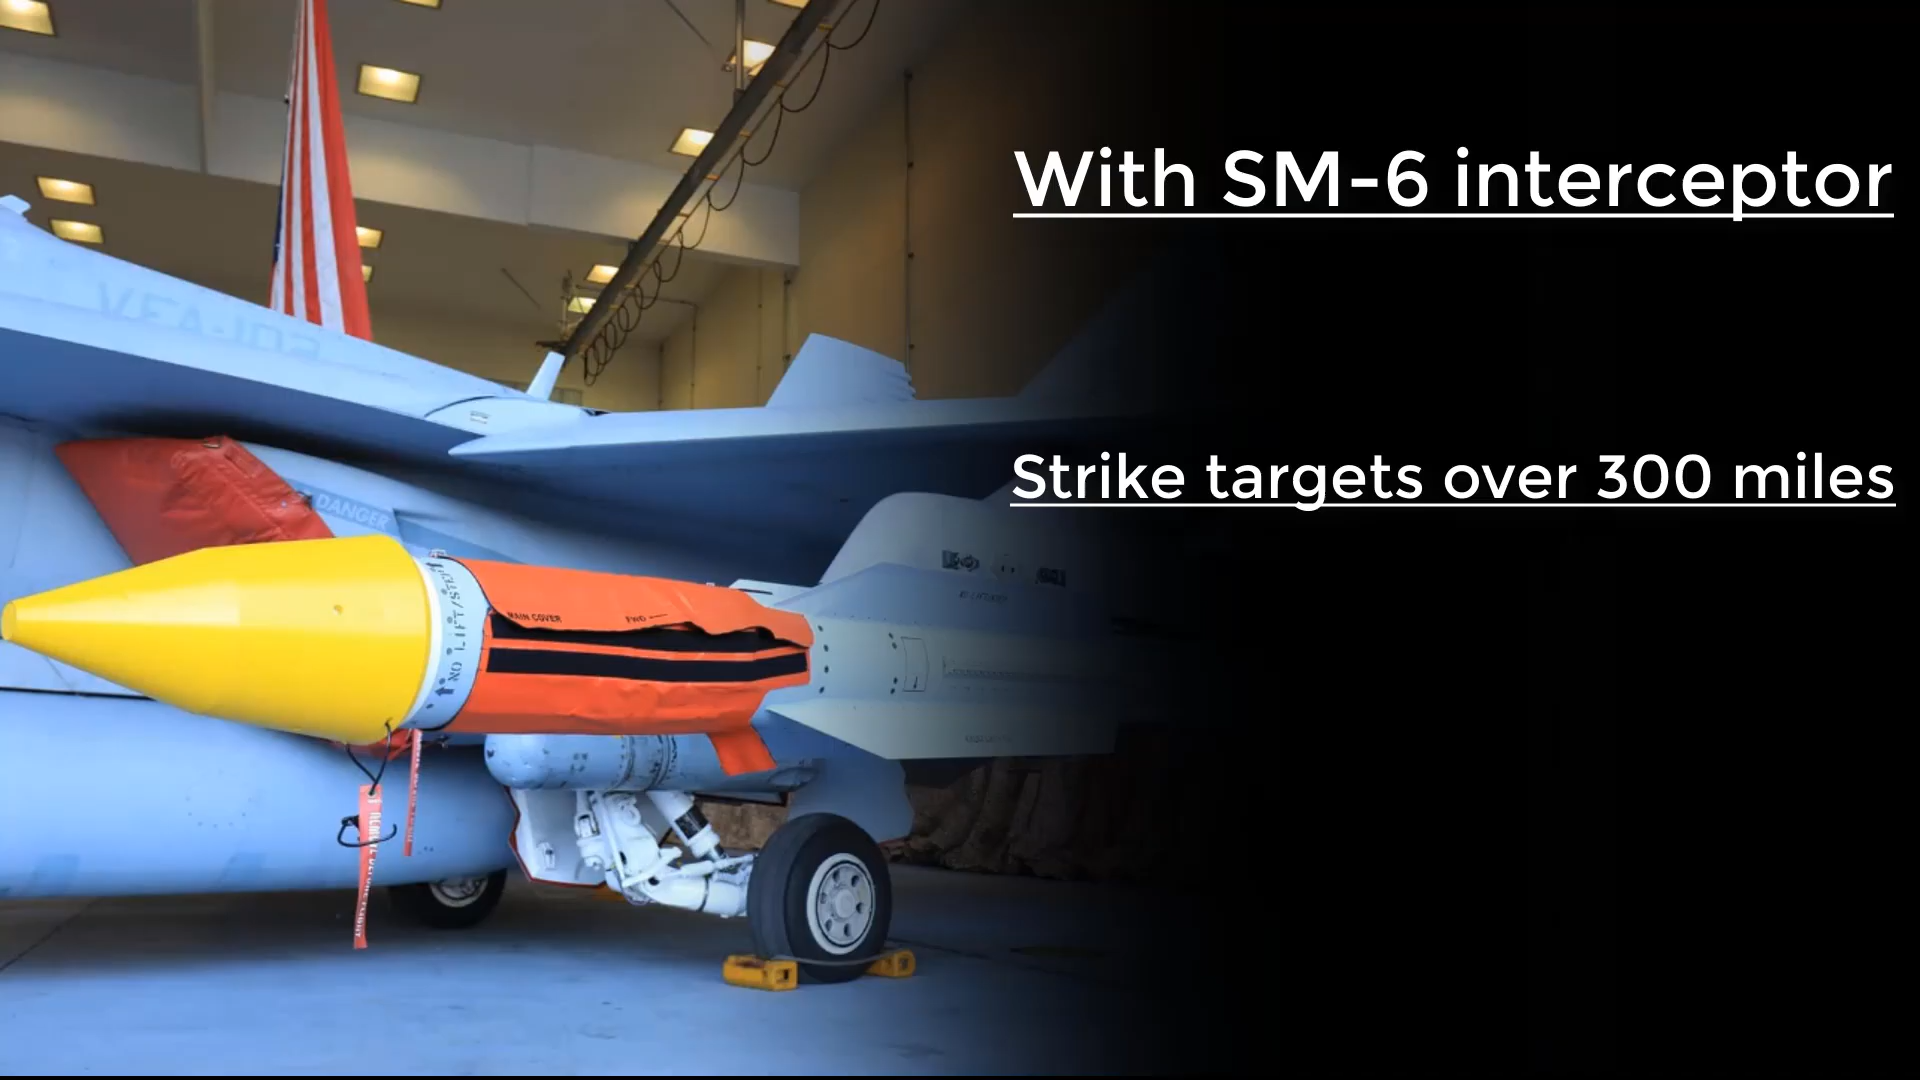 With SM-6 interceptor
Strike targets over 300 miles
DANGER
MAIN COVER
FWD
NO LIFT/STEP